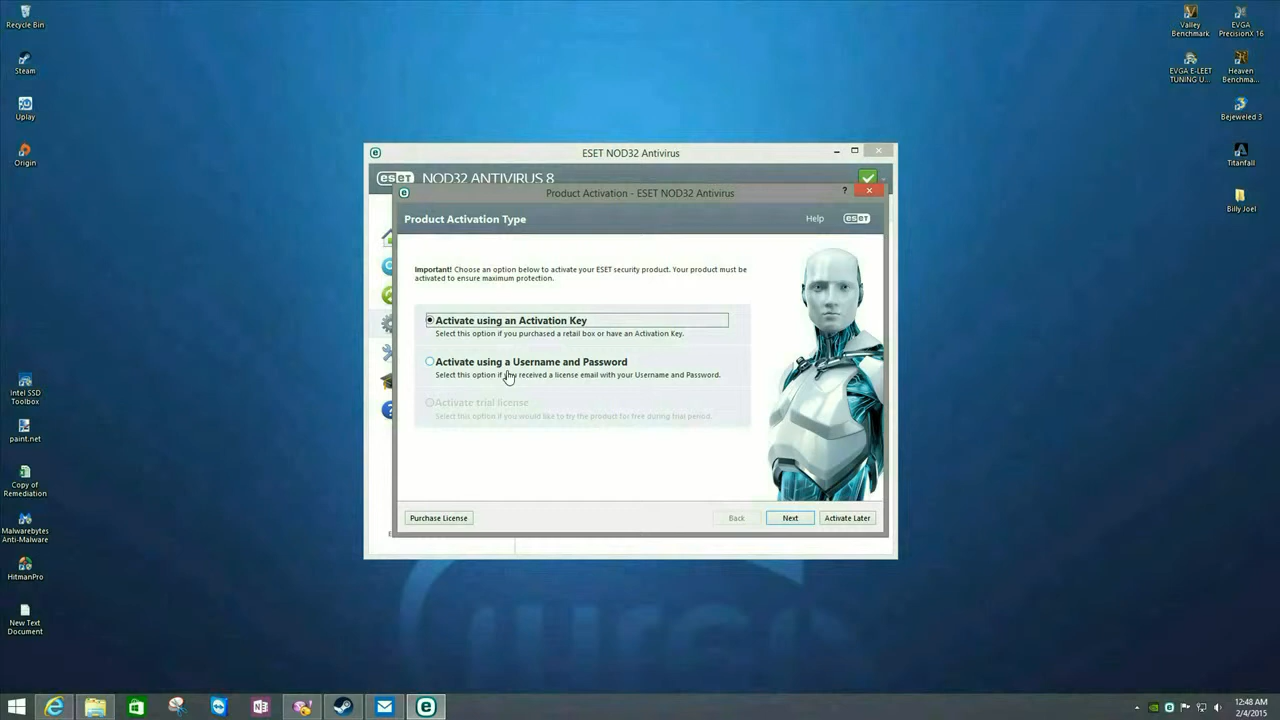 Recycle Bin
Steam
Uplay
Origin
Intel SSD
Toolbox
paint.net
Copy of
Remediation
Malwarebytes
Anti-Malware
HitmanPro
New Text
Document
Valley
Benchmark
EVGA
PrecisionX 16
EVGA E-LEET
TUNING U...
Heaven
Benchma...
Bejeweled 3
Titanfall
Billy Joel
ESET NOD32 Antivirus
eset NOD32 ANTIVIRUS 8
Product Activation - ESET NOD32 Antivirus
?
Product Activation Type
Help
eset
Important! Choose an option below to activate your ESET security product. Your product must be
activated to ensure maximum protection.
Activate using an Activation Key
Select this option if you purchased a retail box or have an Activation Key.
Activate using a Username and Password
Select this option if you received a license email with your Username and Password.
Activate trial license
Select this option if you would like to try the product for free during trial period.
Purchase License
Back
Next
Activate Later
12:48 AM
2/4/2015